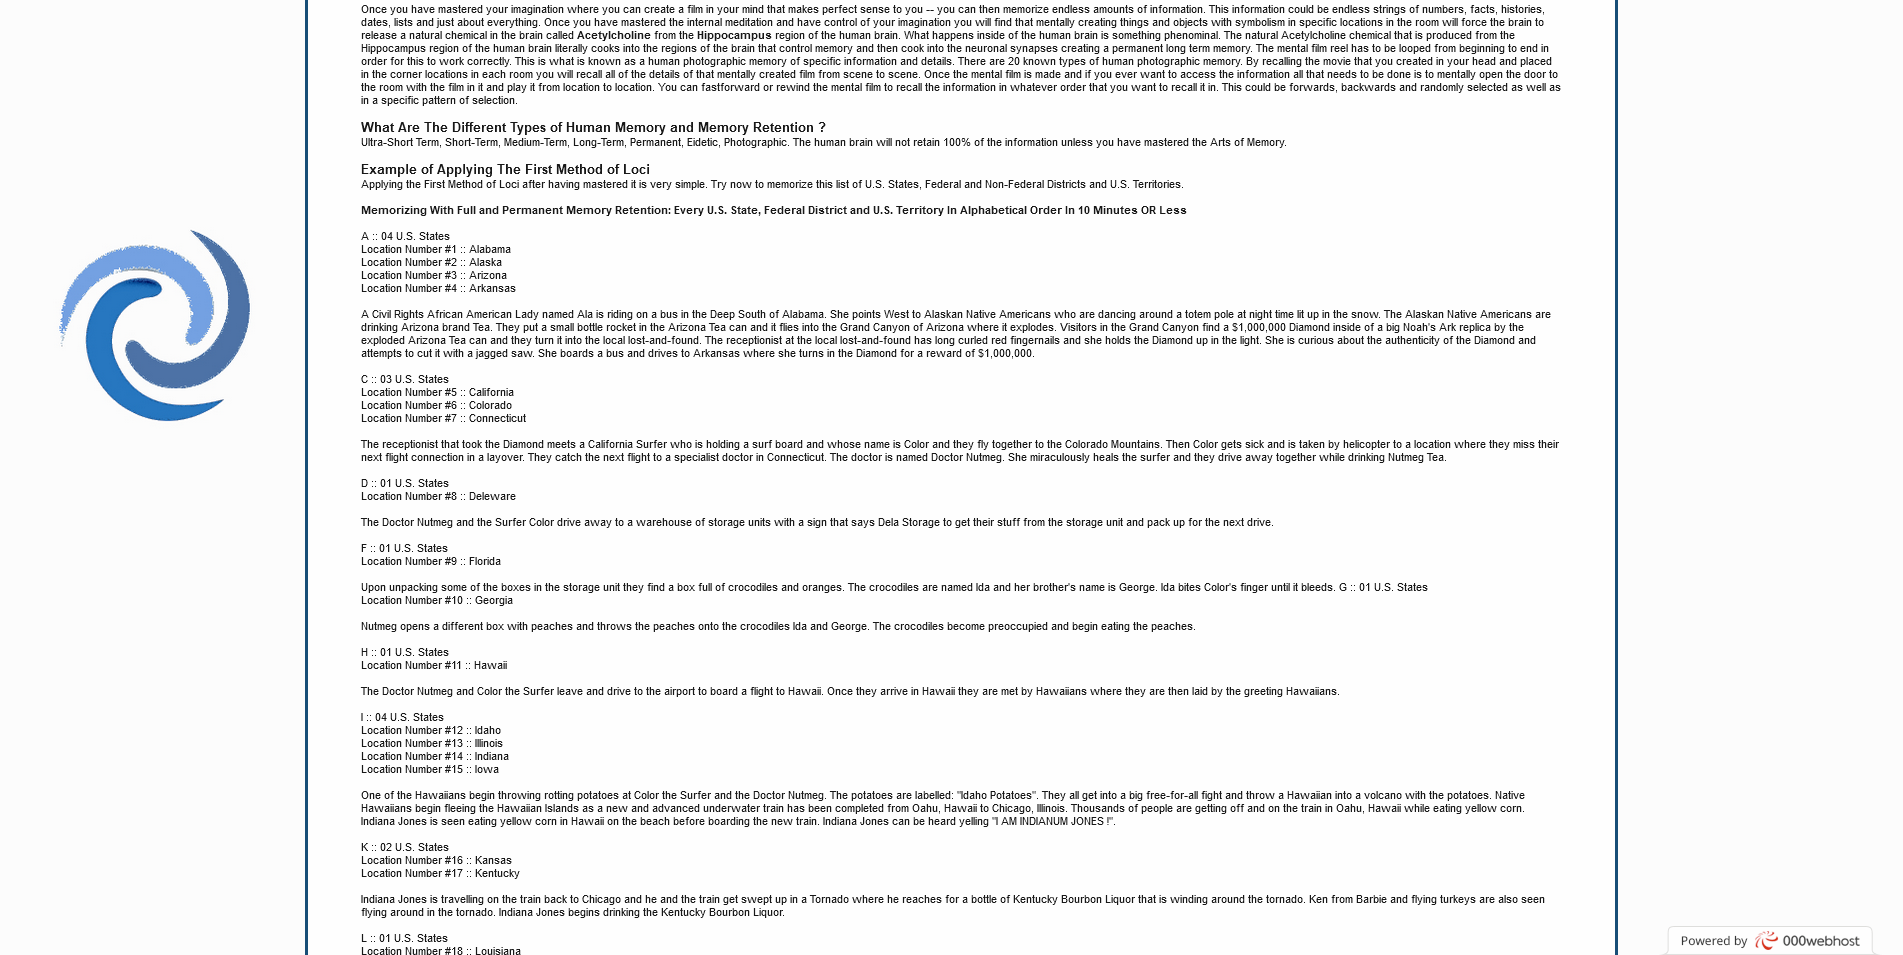 Once you have mastered your imagination where you can create a film in your mind that makes perfect sense to you -- you can then memorize endless amounts of information. This information could be endless strings of numbers, facts, histories,
dates, lists and just about everything. Once you have mastered the internal meditation and have control of your imagination you will find that mentally creating things and objects with symbolism in specific locations in the room will force the brain to
release a natural chemical in the brain called Acetylcholine from the Hippocampus region of the human brain. What happens inside of the human brain is something phenominal. The natural Acetylcholine chemical that is produced from the
Hippocampus region of the human brain literally cooks into the regions of the brain that control memory and then cook into the neuronal synapses creating a permanent long term memory. The mental film reel has to be looped from beginning to end in
order for this to work correctly. This is what is known as a human photographic memory of specific information and details. There are 20 known types of human photographic memory. By recalling the movie that you created in your head and placed
in the corner locations in each room you will recall all of the details of that mentally created film from scene to scene. Once the mental film is made and if you ever want to access the information all that needs to be done is to mentally open the door to
the room with the film in it and play it from location to location. You can fastforward or rewind the mental film to recall the information in whatever order that you want to recall it in. This could be forwards, backwards and randomly selected as well as
in a specific pattern of selection.
What Are The Different Types of Human Memory and Memory Retention ?
Ultra-Short Term, Short-Term, Medium-Term, Long-Term, Permanent, Eidetic, Photographic. The human brain will not retain 100% of the information unless you have mastered the Arts of Memory.
Example of Applying The First Method of Loci
Applying the First Method of Loci after having mastered it is very simple. Try now to memorize this list of U.S. States, Federal and Non-Federal Districts and U.S. Territories.
Memorizing With Full and Permanent Memory Retention: Every U.S. State, Federal District and U.S. Territory In Alphabetical Order In 10 Minutes OR Less
A :: 04 U.S. States
Location Number #1 :: Alabama
Location Number #2 :: Alaska
Location Number #3 :: Arizona
Location Number #4 :: Arkansas
A Civil Rights African American Lady named Ala is riding on a bus in the Deep South of Alabama. She points West to Alaskan Native Americans who are dancing around a totem pole at night time lit up in the snow. The Alaskan Native Americans are
drinking Arizona brand Tea. They put a small bottle rocket in the Arizona Tea can and it flies into the Grand Canyon of Arizona where it explodes. Visitors in the Grand Canyon find a $1,000,000 Diamond inside of a big Noah's Ark replica by the
exploded Arizona Tea can and they turn it into the local lost-and-found. The receptionist at the local lost-and-found has long curled red fingernails and she holds the Diamond up in the light. She is curious about the authenticity of the Diamond and
attempts to cut it with a jagged saw. She boards a bus and drives to Arkansas where she turns in the Diamond for a reward of $1,000,000.
C :: 03 U.S. States
Location Number #5 :: California
Location Number #6 :: Colorado
Location Number #7 :: Connecticut
The receptionist that took the Diamond meets a California Surfer who is holding a surf board and whose name is Color and they fly together to the Colorado Mountains. Then Color gets sick and is taken by helicopter to a location where they miss their
next flight connection in a layover. They catch the next flight to a specialist doctor in Connecticut. The doctor is named Doctor Nutmeg. She miraculously heals the surfer and they drive away together while drinking Nutmeg Tea.
D :: 01 U.S. States
Location Number #8 :: Deleware
The Doctor Nutmeg and the Surfer Color drive away to a warehouse of storage units with a sign that says Dela Storage to get their stuff from the storage unit and pack up for the next drive.
F :: 01 U.S. States
Location Number #9 :: Florida
Upon unpacking some of the boxes in the storage unit they find a box full of crocodiles and oranges. The crocodiles are named Ida and her brother's name is George. Ida bites Color's finger until it bleeds. G :: 01 U.S. States
Location Number #10 :: Georgia
Nutmeg opens a different box with peaches and throws the peaches onto the crocodiles Ida and George. The crocodiles become preoccupied and begin eating the peaches.
H :: 01 U.S. States
Location Number #11 :: Hawaii
The Doctor Nutmeg and Color the Surfer leave and drive to the airport to board a flight to Hawaii. Once they arrive in Hawaii they are met by Hawaiians where they are then laid by the greeting Hawaiians.
I :: 04 U.S. States
Location Number #12 :: Idaho
Location Number #13 :: Illinois
Location Number #14 :: Indiana
Location Number #15 :: Iowa
One of the Hawaiians begin throwing rotting potatoes at Color the Surfer and the Doctor Nutmeg. The potatoes are labelled: "Idaho Potatoes". They all get into a big free-for-all fight and throw a Hawaiian into a volcano with the potatoes. Native
Hawaiians begin fleeing the Hawaiian Islands as a new and advanced underwater train has been completed from Oahu, Hawaii to Chicago, Illinois. Thousands of people are getting off and on the train in Oahu, Hawaii while eating yellow corn.
Indiana Jones is seen eating yellow corn in Hawaii on the beach before boarding the new train. Indiana Jones can be heard yelling "I AM INDIANUM JONES !".
K :: 02 U.S. States
Location Number #16 :: Kansas
Location Number #17 :: Kentucky
Indiana Jones is travelling on the train back to Chicago and he and the train get swept up in a Tornado where he reaches for a bottle of Kentucky Bourbon Liquor that is winding around the tornado. Ken from Barbie and flying turkeys are also seen
flying around in the tornado. Indiana Jones begins drinking the Kentucky Bourbon Liquor.
L :: 01 U.S. States
Location Number #18 :: Louisiana
Powered by 000webhost